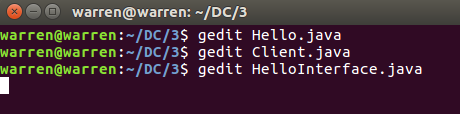 warren@warren: ~/DC/3
warren@warren:~/DC/3$ gedit Hello.java
warren@warren:~/DC/3$ gedit Client.java
warren@warren:~/DC/3$ gedit HelloInterface.java